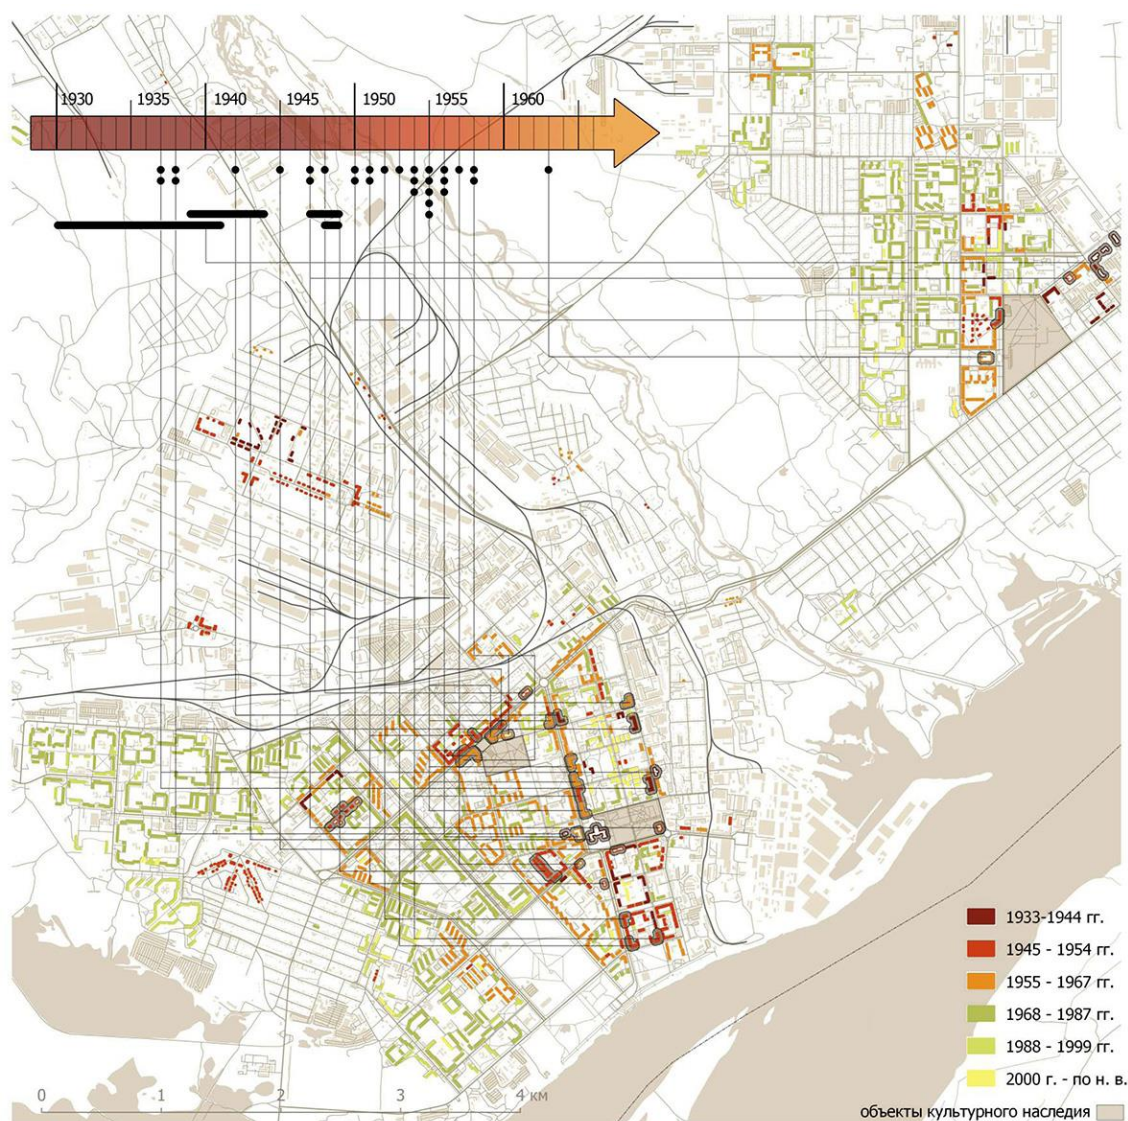 1930 1935 1940 1945 1950 1955 1960
1933-1944 гг.
1945 - 1954 гг.
1955 - 1967 гг.
1968 - 1987 гг.
1988 - 1999 гг.
2000 г. - по н. в.
0 1 2 3 4 км
объекты культурного наследия